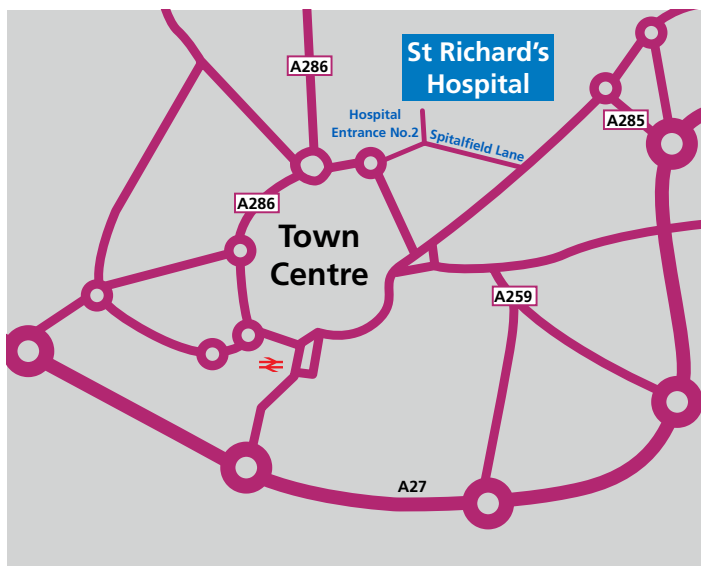 A286
St Richard's
Hospital
Hospital
Entrance No.2
Spitalfield Lane
A285
A286
Town
Centre
A259
A27